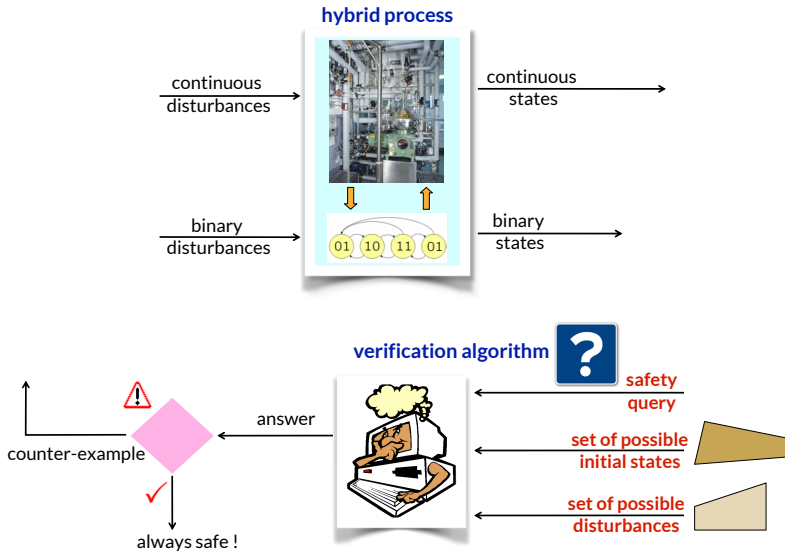 hybrid process
continuous
disturbances
continuous
states
binary
disturbances
binary
states
01 10 11 01
verification algorithm
?
safety
query
set of possible
initial states
set of possible
disturbances
answer
!
counter-example
always safe !